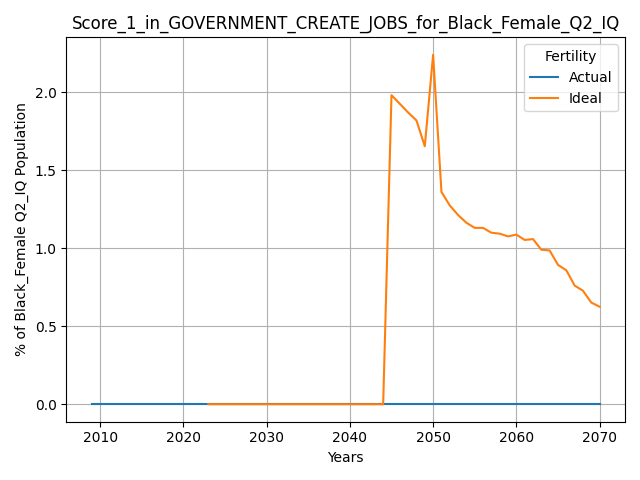 Score_1_in_GOVERNMENT_CREATE_JOBS_for_Black_Female_Q2_IQ
Fertility
Actual
Ideal
% of Black_Female Q2_IQ Population
2.0
1.5
1.0
0.5
0.0
2010 2020 2030 2040 2050 2060 2070
Years